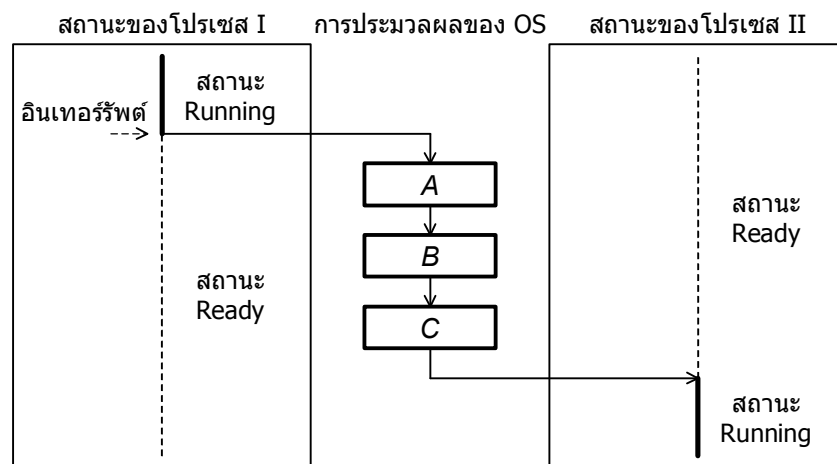 สถานะของโปรเซส I
การประมวลผลของ OS
สถานะของโปรเซส II
สถานะ
Running
อินเทอร์รัพต์
A
B
C
สถานะ
Ready
สถานะ
Ready
สถานะ
Running